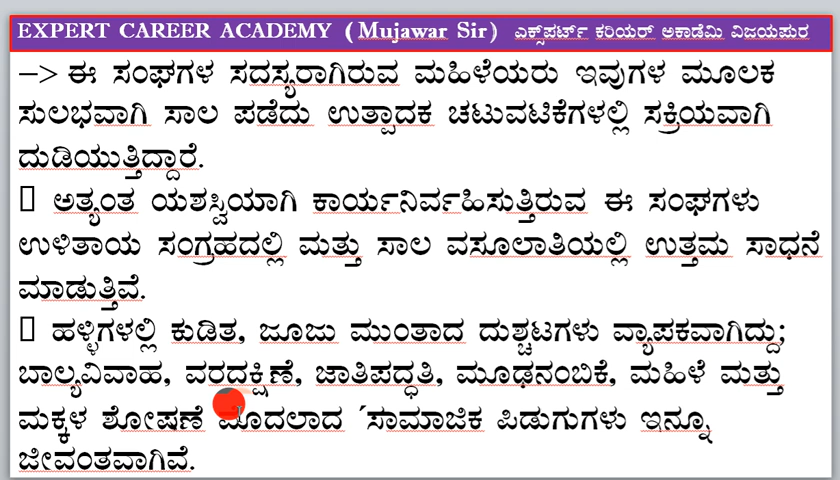 EXPERT CAREER ACADEMY (Mujawar Sir) ಎಕ್ಸ್‌ಪರ್ಟ್ ಕರಿಯರ್ ಅಕಾಡೆಮಿ ವಿಜಯಪುರ
–> ಈ ಸಂಘಗಳ ಸದಸ್ಯರಾಗಿರುವ ಮಹಿಳೆಯರು ಇವುಗಳ ಮೂಲಕ
ಸುಲಭವಾಗಿ ಸಾಲ ಪಡೆದು ಉತ್ಪಾದಕ ಚಟುವಟಿಕೆಗಳಲ್ಲಿ ಸಕ್ರಿಯವಾಗಿ
ದುಡಿಯುತ್ತಿದ್ದಾರೆ.
▯ ಅತ್ಯಂತ ಯಶಸ್ವಿಯಾಗಿ ಕಾರ್ಯನಿರ್ವಹಿಸುತ್ತಿರುವ ಈ ಸಂಘಗಳು
ಉಳಿತಾಯ ಸಂಗ್ರಹದಲ್ಲಿ ಮತ್ತು ಸಾಲ ವಸೂಲಾತಿಯಲ್ಲಿ ಉತ್ತಮ ಸಾಧನೆ
ಮಾಡುತ್ತಿವೆ.
▯ ಹಳ್ಳಿಗಳಲ್ಲಿ ಕುಡಿತ, ಜೂಜು ಮುಂತಾದ ದುಶ್ಚಟಗಳು ವ್ಯಾಪಕವಾಗಿದ್ದು;
ಬಾಲ್ಯವಿವಾಹ, ವರದಕ್ಷಿಣೆ, ಜಾತಿಪದ್ಧತಿ, ಮೂಢನಂಬಿಕೆ, ಮಹಿಳೆ ಮತ್ತು
ಮಕ್ಕಳ ಶೋಷಣೆ ಮೊದಲಾದ ´ಸಾಮಾಜಿಕ ಪಿಡುಗುಗಳು ಇನ್ನೂ
ಜೀವಂತವಾಗಿವೆ.